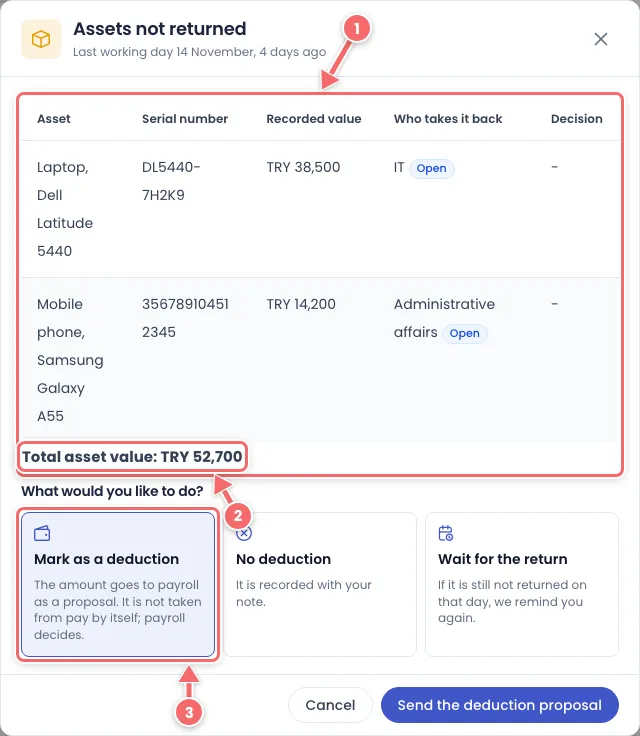 Assets not returned
Last working day 14 November, 4 days ago
1
Asset Serial number Recorded value Who takes it back Decision
Laptop, Dell Latitude 5440 DL5440-7H2K9 TRY 38,500 IT Open -
Mobile phone, Samsung Galaxy A55 35678910451 2345 TRY 14,200 Administrative affairs Open -
Total asset value: TRY 52,700
What would you like to do?
2
Mark as a deduction
The amount goes to payroll
as a proposal. It is not taken
from pay by itself; payroll
decides.
No deduction
It is recorded with your
note.
Wait for the return
If it is still not returned on
that day, we remind you
again.
3
Cancel
Send the deduction proposal